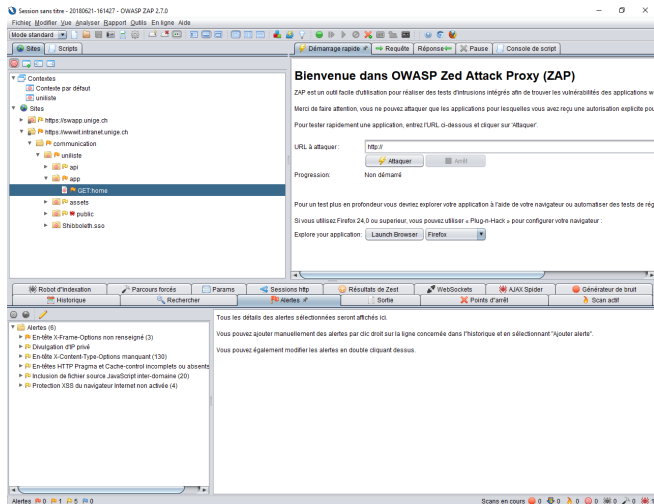 Session sans titre - 20180621-161427 - OWASP ZAP 2.7.0
Fichier Modifier Vue Analyser Rapport Outils En ligne Aide
Mode standard
Sites Scripts
Contextes
Contexte par défaut
uniliste
Sites
https://swapp.unige.ch
https://wwwit.intranet.unige.ch
communication
uniliste
api
app
GET:home
assets
public
Shibboleth.sso
Démarrage rapide Requête Réponse Pause Console de script
Bienvenue dans OWASP Zed Attack Proxy (ZAP)
ZAP est un outil facile d'utilisation pour réaliser des tests d'intrusions intégrés afin de trouver les vulnérabilités des applications w
Merci de faire attention, vous ne pouvez attaquer que les applications pour lesquelles vous avez reçu une autorisation explicite pou
Pour tester rapidement une application, entrez l'URL ci-dessous et cliquer sur 'Attaquer'.
URL à attaquer : http://
Attaquer Arrêt
Progression: Non démarré
Pour un test plus en profondeur vous devriez explorer votre application à l'aide de votre navigateur ou automatiser des tests de rég
Si vous utilisez Firefox 24,0 ou superieur, vous pouvez utiliser « Plug-n-Hack » pour configurer votre navigateur :
Explore your application: Launch Browser Firefox
Robot d'Indexation Parcours forcés Params Sessions http Résultats de Zest WebSockets AJAX Spider Générateur de bruit
Historique Rechercher Alertes Sortie Points d'arrêt Scan actif
Alertes (6)
En-tête X-Frame-Options non renseigné (3)
Divulgation d'IP privé
En-tête X-Content-Type-Options manquant (130)
En-têtes HTTP Pragma et Cache-control incomplets ou absents
Inclusion de fichier source JavaScript inter-domaine (20)
Protection XSS du navigateur Internet non activée (4)
Tous les détails des alertes sélectionnées seront affichés ici.
Vous pouvez ajouter manuellement des alertes par clic droit sur la ligne concernée dans l'historique et en sélectionnant "Ajouter alerte".
Vous pouvez également modifier les alertes en double cliquant dessus.
Alertes 0 1 5 0
Scans en cours 0 0 0 0 0 0